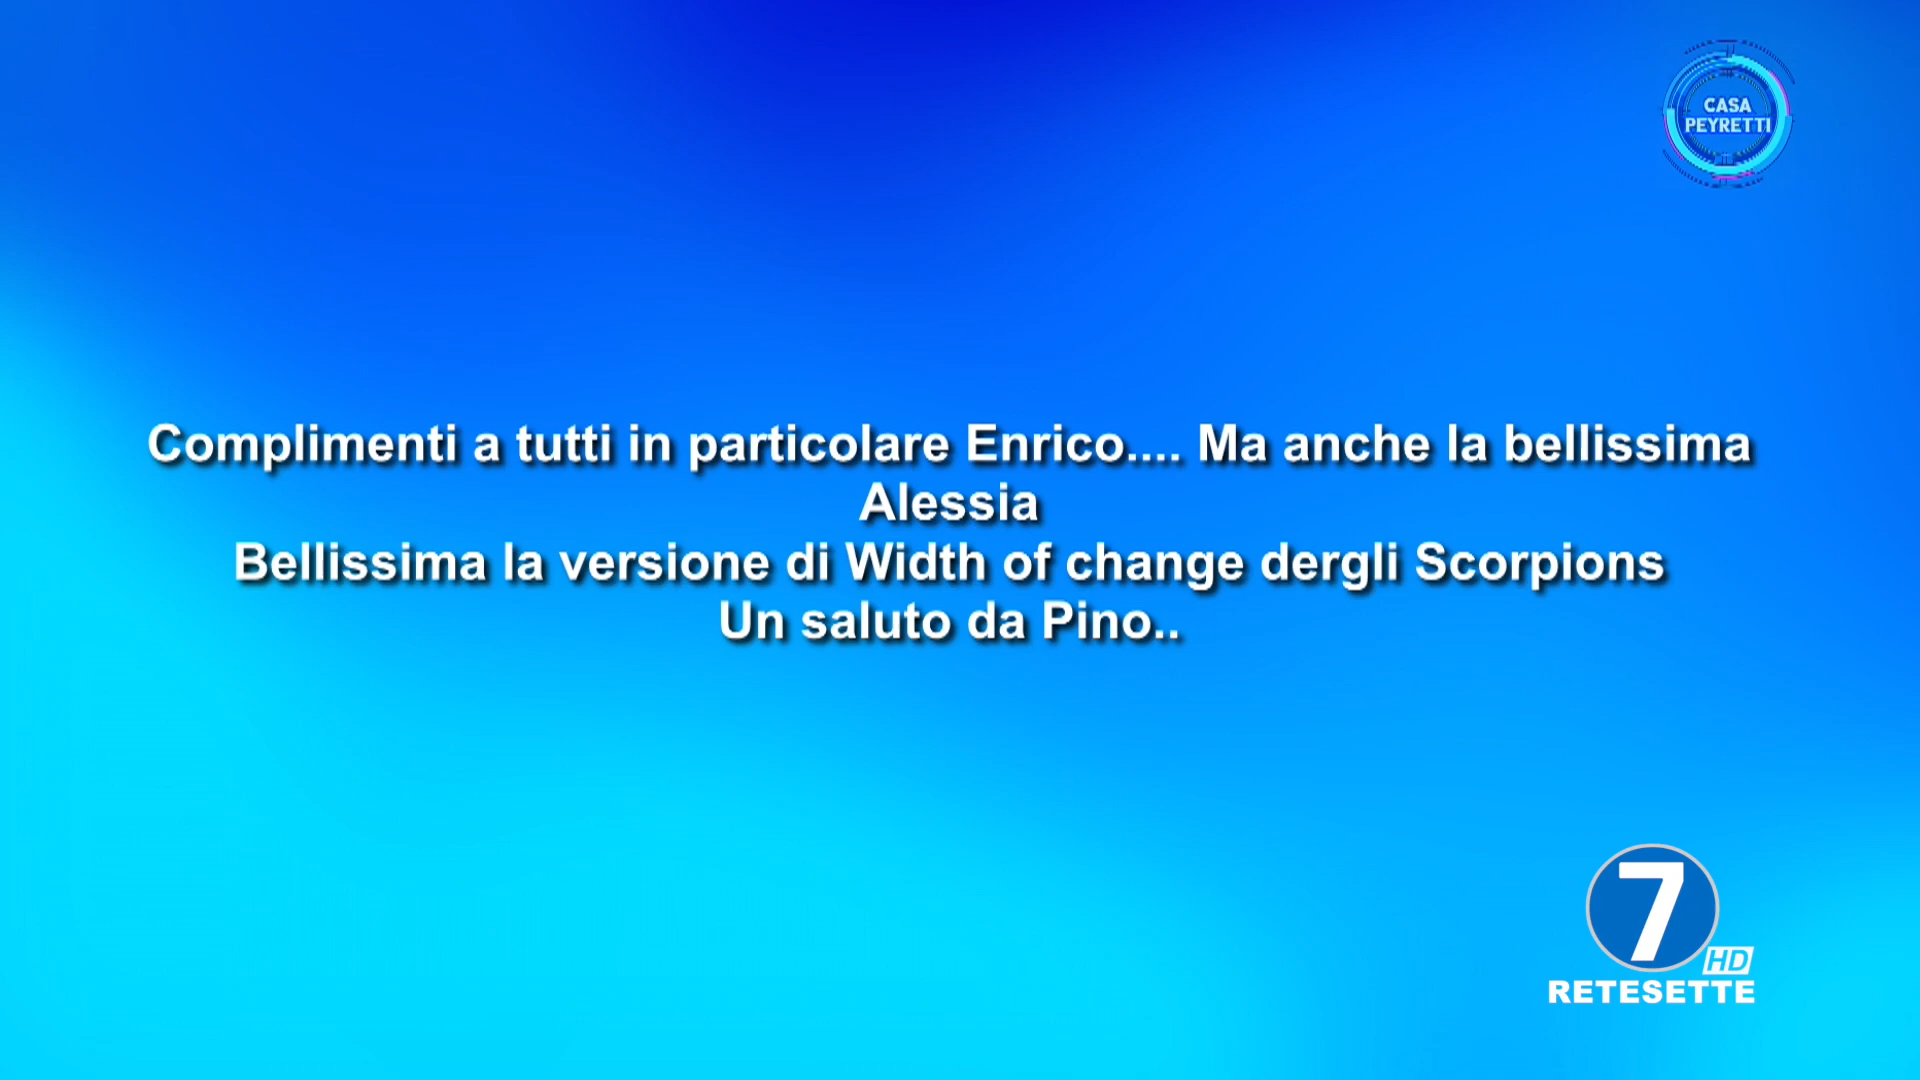 CASA
PEYRETTI
Complimenti a tutti in particolare Enrico.... Ma anche la bellissima
Alessia
Bellissima la versione di Width of change dergli Scorpions
Un saluto da Pino..
7
HD
RETESETTE